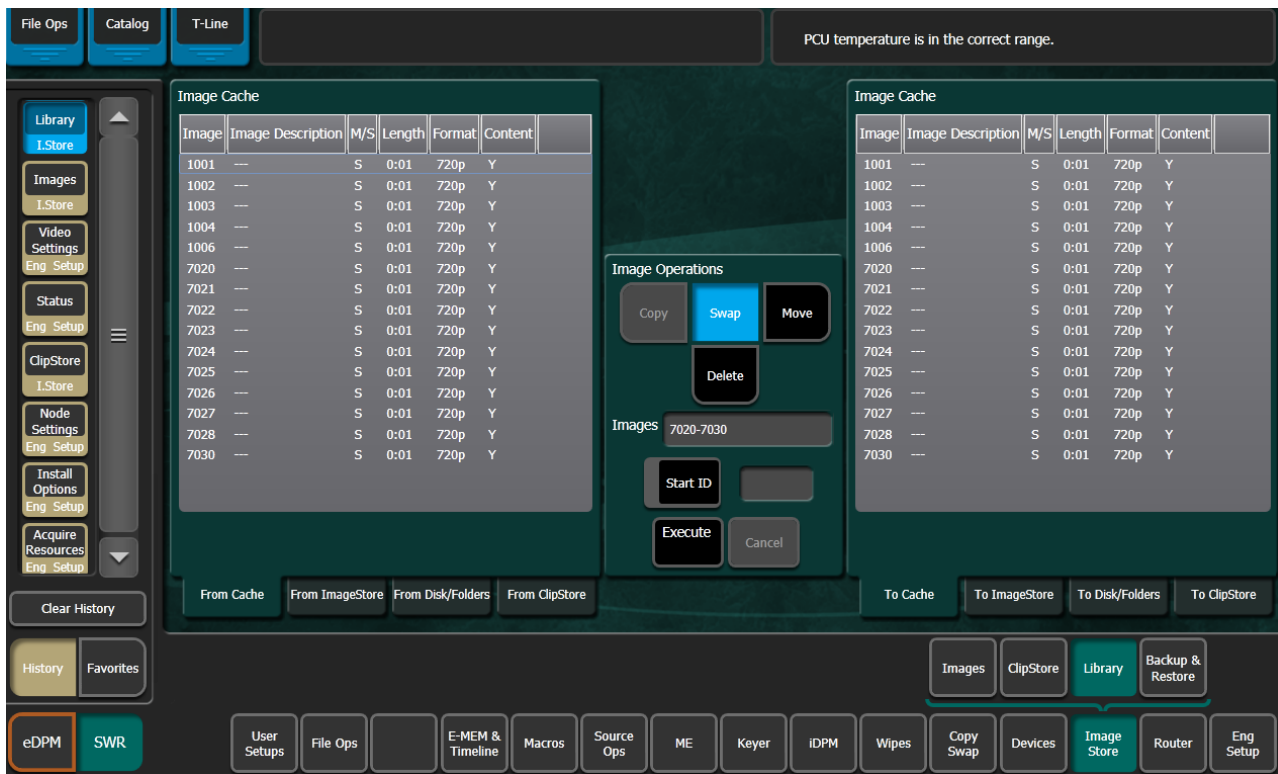 File Ops Catalog T-Line PCU temperature is in the correct range.
Library
I.Store
Images
I.Store
Video
Settings
Eng Setup
Status
Eng Setup
ClipStore
I.Store
Node
Settings
Eng Setup
Install
Options
Eng Setup
Acquire
Resources
Eng Setup
Clear History
History Favorites
eDPM SWR
Image Cache
Image Image Description M/S Length Format Content
1001 --- S 0:01 720p Y
1002 --- S 0:01 720p Y
1003 --- S 0:01 720p Y
1004 --- S 0:01 720p Y
1006 --- S 0:01 720p Y
7020 --- S 0:01 720p Y
7021 --- S 0:01 720p Y
7022 --- S 0:01 720p Y
7023 --- S 0:01 720p Y
7024 --- S 0:01 720p Y
7025 --- S 0:01 720p Y
7026 --- S 0:01 720p Y
7027 --- S 0:01 720p Y
7028 --- S 0:01 720p Y
7030 --- S 0:01 720p Y
From Cache From ImageStore From Disk/Folders From ClipStore
Image Operations
Copy Swap Move
Delete
Images 7020-7030
Start ID
Execute Cancel
Image Cache
Image Image Description M/S Length Format Content
1001 --- S 0:01 720p Y
1002 --- S 0:01 720p Y
1003 --- S 0:01 720p Y
1004 --- S 0:01 720p Y
1006 --- S 0:01 720p Y
7020 --- S 0:01 720p Y
7021 --- S 0:01 720p Y
7022 --- S 0:01 720p Y
7023 --- S 0:01 720p Y
7024 --- S 0:01 720p Y
7025 --- S 0:01 720p Y
7026 --- S 0:01 720p Y
7027 --- S 0:01 720p Y
7028 --- S 0:01 720p Y
7030 --- S 0:01 720p Y
To Cache To ImageStore To Disk/Folders To ClipStore
Images ClipStore Library Backup &
Restore
User
Setups
File Ops
E-MEM &
Timeline
Macros
Source
Ops
ME
Keyer
iDPM
Wipes
Copy
Swap
Devices
Image
Store
Router
Eng
Setup